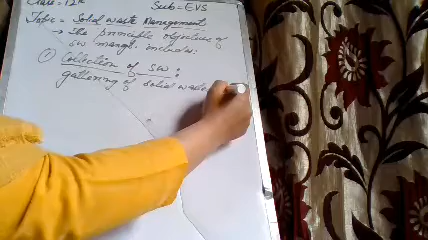 Class = 12th Sub = EVS
Topic = Solid Waste Management
→ The principle objectives of
SW mangt. includes:
① Collection of SW:
gathering of solid waste